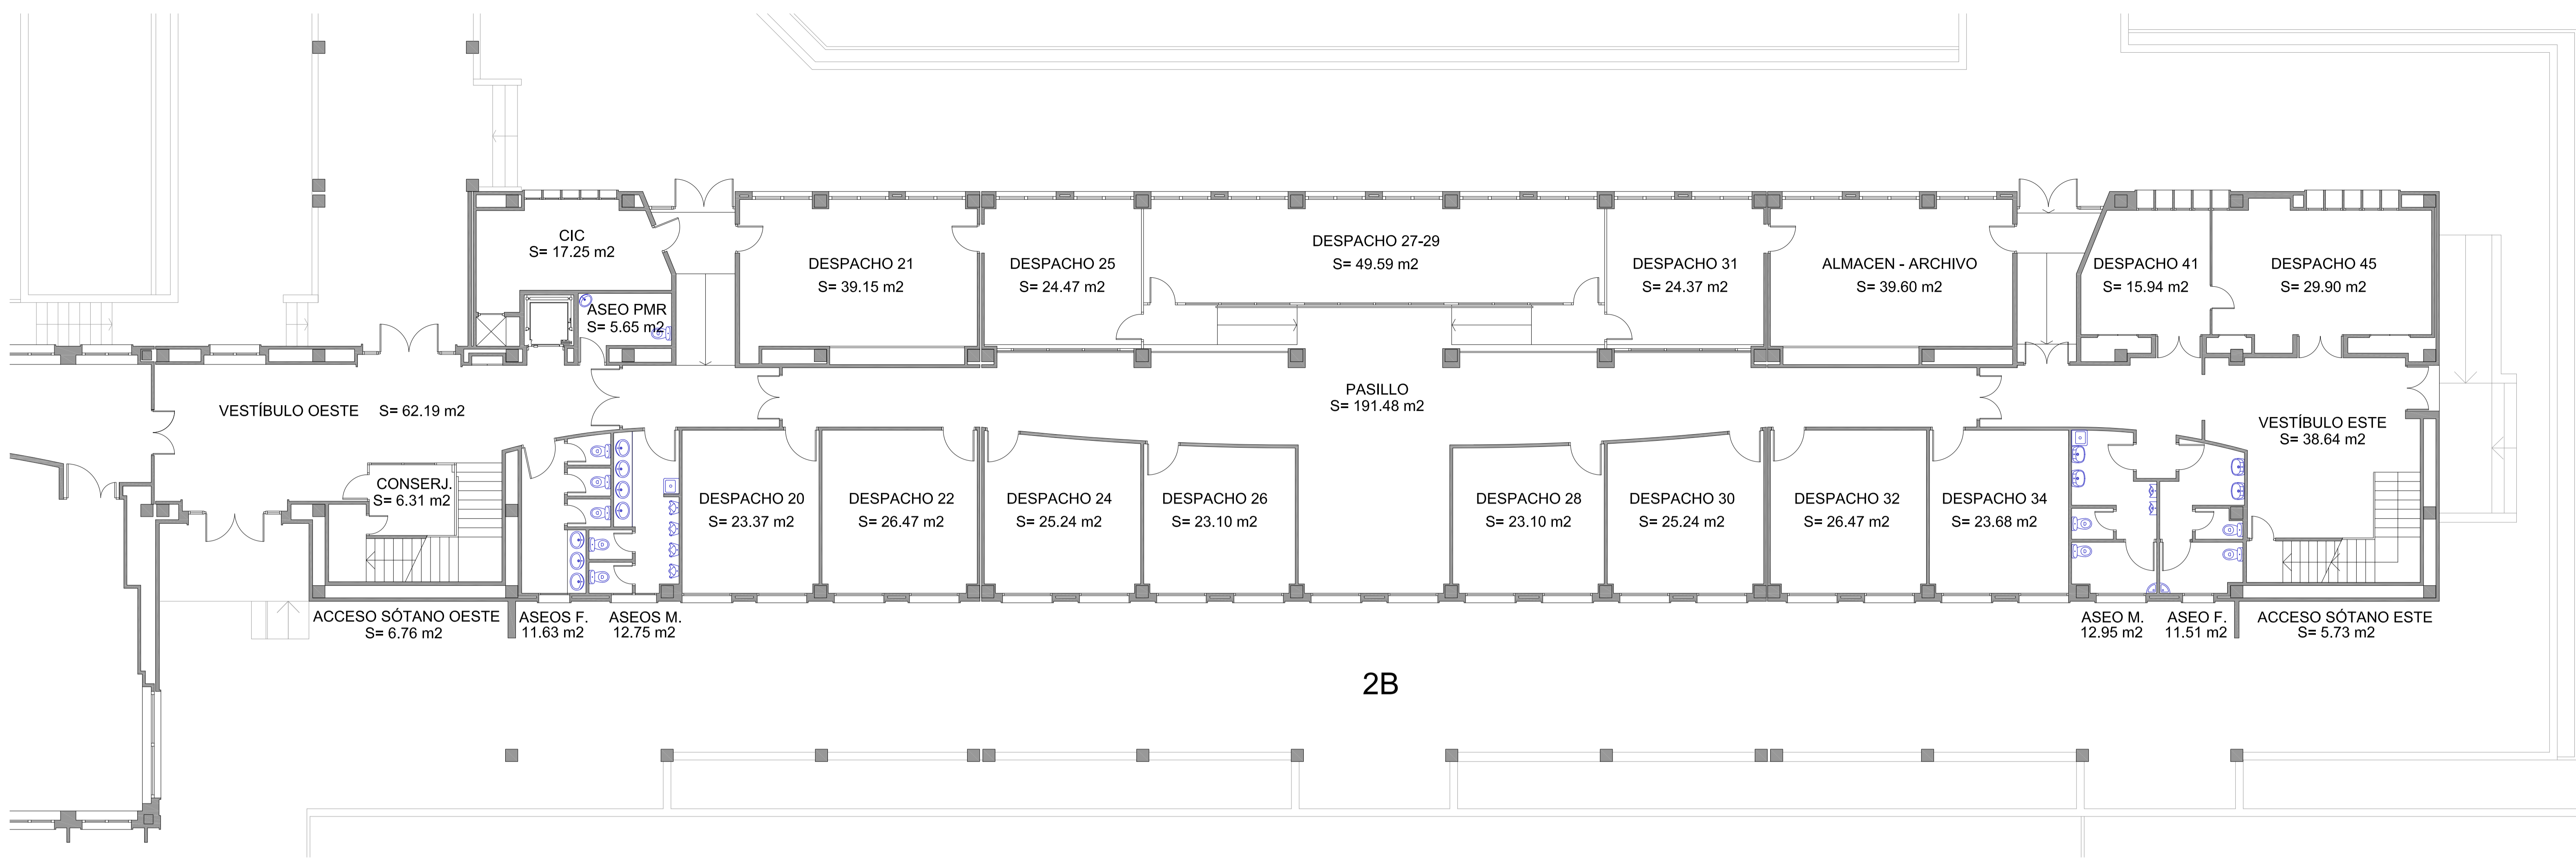 CIC
S= 17.25 m2
ASEO PMR
S= 5.65 m2
DESPACHO 21
S= 39.15 m2
DESPACHO 25
S= 24.47 m2
DESPACHO 27-29
S= 49.59 m2
DESPACHO 31
S= 24.37 m2
ALMACEN - ARCHIVO
S= 39.60 m2
DESPACHO 41
S= 15.94 m2
DESPACHO 45
S= 29.90 m2
VESTÍBULO OESTE S= 62.19 m2
PASILLO
S= 191.48 m2
VESTÍBULO ESTE
S= 38.64 m2
CONSERJ.
S= 6.31 m2
DESPACHO 20
S= 23.37 m2
DESPACHO 22
S= 26.47 m2
DESPACHO 24
S= 25.24 m2
DESPACHO 26
S= 23.10 m2
DESPACHO 28
S= 23.10 m2
DESPACHO 30
S= 25.24 m2
DESPACHO 32
S= 26.47 m2
DESPACHO 34
S= 23.68 m2
ACCESO SÓTANO OESTE
S= 6.76 m2
ASEOS F.
11.63 m2
ASEOS M.
12.75 m2
ASEO M.
12.95 m2
ASEO F.
11.51 m2
ACCESO SÓTANO ESTE
S= 5.73 m2
2B